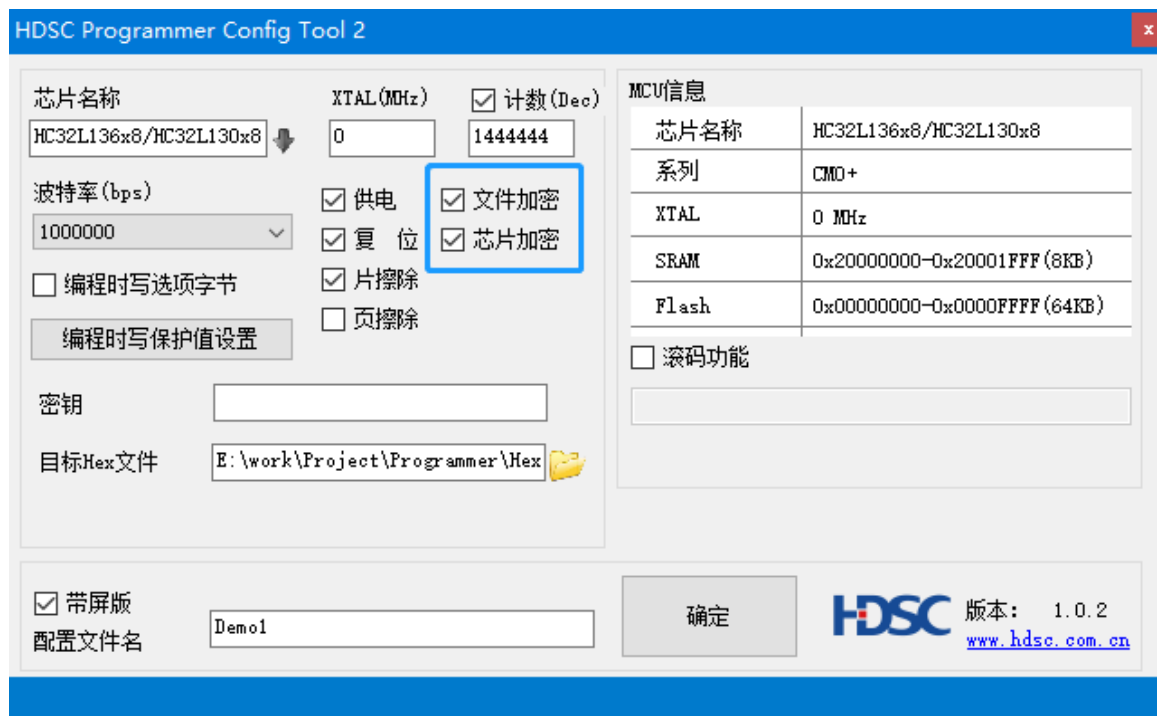 HDSC Programmer Config Tool 2
x
芯片名称
XTAL(MHz)
计数(Dec)
HC32L136x8/HC32L130x8
0
1444444
波特率(bps)
1000000
供电
文件加密
复 位
芯片加密
编程时写选项字节
片擦除
页擦除
编程时写保护值设置
密钥
目标Hex文件
E:\work\Project\Programmer\Hex
MCU信息
芯片名称 HC32L136x8/HC32L130x8
系列 CM0+
XTAL 0 MHz
SRAM 0x20000000-0x20001FFF(8KB)
Flash 0x00000000-0x0000FFFF(64KB)
滚码功能
带屏版
配置文件名
Demo1
确定
HDSC
版本： 1.0.2
www.hdsc.com.cn